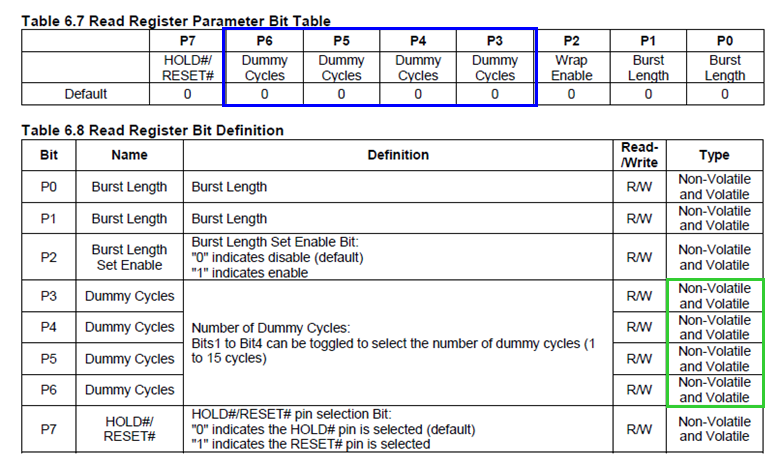 Table 6.7 Read Register Parameter Bit Table
P7 P6 P5 P4 P3 P2 P1 P0
HOLD#/ Dummy Dummy Dummy Dummy Wrap Burst Burst
RESET# Cycles Cycles Cycles Cycles Enable Length Length
Default 0 0 0 0 0 0 0 0
Table 6.8 Read Register Bit Definition
Bit Name Definition Read-
/Write Type
P0 Burst Length Burst Length R/W Non-Volatile
and Volatile
P1 Burst Length Burst Length R/W Non-Volatile
and Volatile
P2 Burst Length
Set Enable Burst Length Set Enable Bit:
"0" indicates disable (default)
"1" indicates enable R/W Non-Volatile
and Volatile
P3 Dummy Cycles R/W Non-Volatile
and Volatile
P4 Dummy Cycles Number of Dummy Cycles:
Bits1 to Bit4 can be toggled to select the number of dummy cycles (1
to 15 cycles) R/W Non-Volatile
and Volatile
P5 Dummy Cycles R/W Non-Volatile
and Volatile
P6 Dummy Cycles R/W Non-Volatile
and Volatile
P7 HOLD#/
RESET# HOLD#/RESET# pin selection Bit:
"0" indicates the HOLD# pin is selected (default)
"1" indicates the RESET# pin is selected R/W Non-Volatile
and Volatile